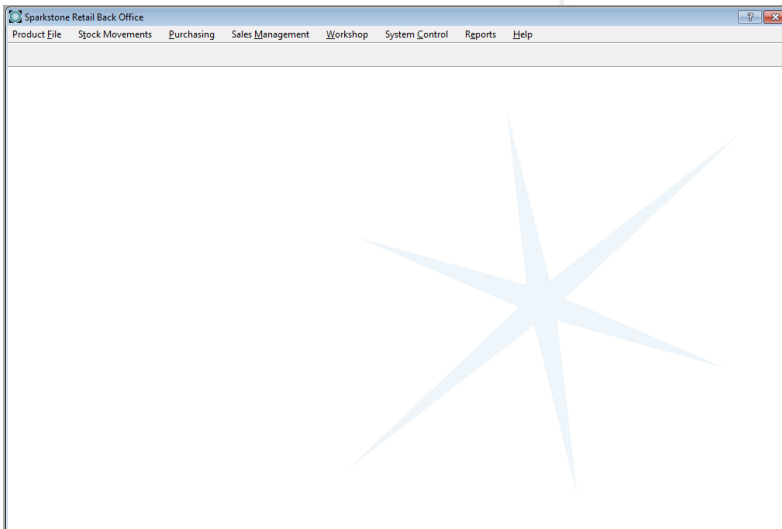 Sparkstone Retail Back Office
Product File Stock Movements Purchasing Sales Management Workshop System Control Reports Help